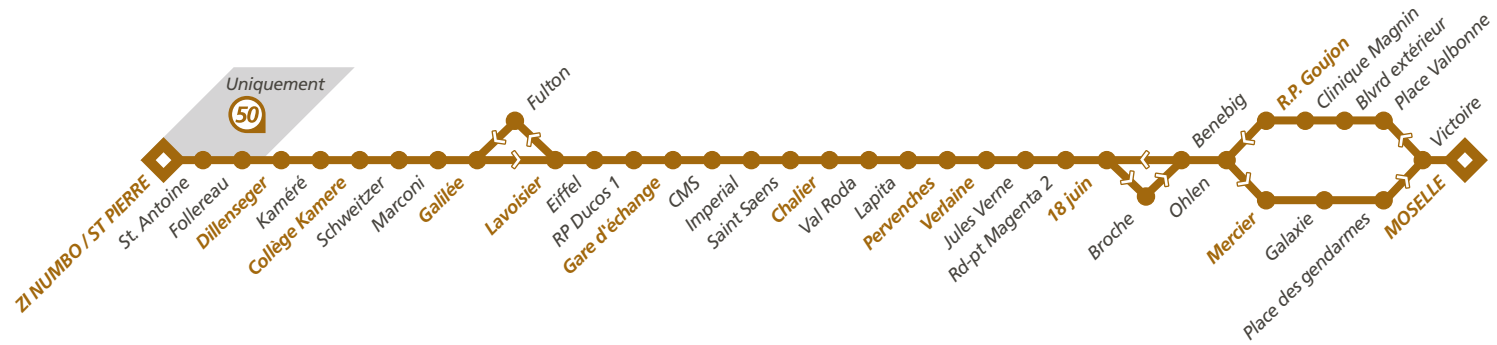 Uniquement
50
ZI NUMBO / ST PIERRE
St. Antoine
Follereau
Dillenseger
Kaméré
Collège Kamere
Schweitzer
Marconi
Galilée
Fulton
Lavoisier
Eiffel
RP Ducos 1
Gare d'échange
CMS
Imperial
Saint Saens
Chalier
Val Roda
Lapita
Pervenches
Verlaine
Jules Verne
Rd-pt Magenta 2
18 juin
Broche
Benebig
Ohlen
R.P. Goujon
Clinique Magnin
Blvrd extérieur
Place Valbonne
Mercier
Galaxie
Place des gendarmes
Victoire
MOSELLE